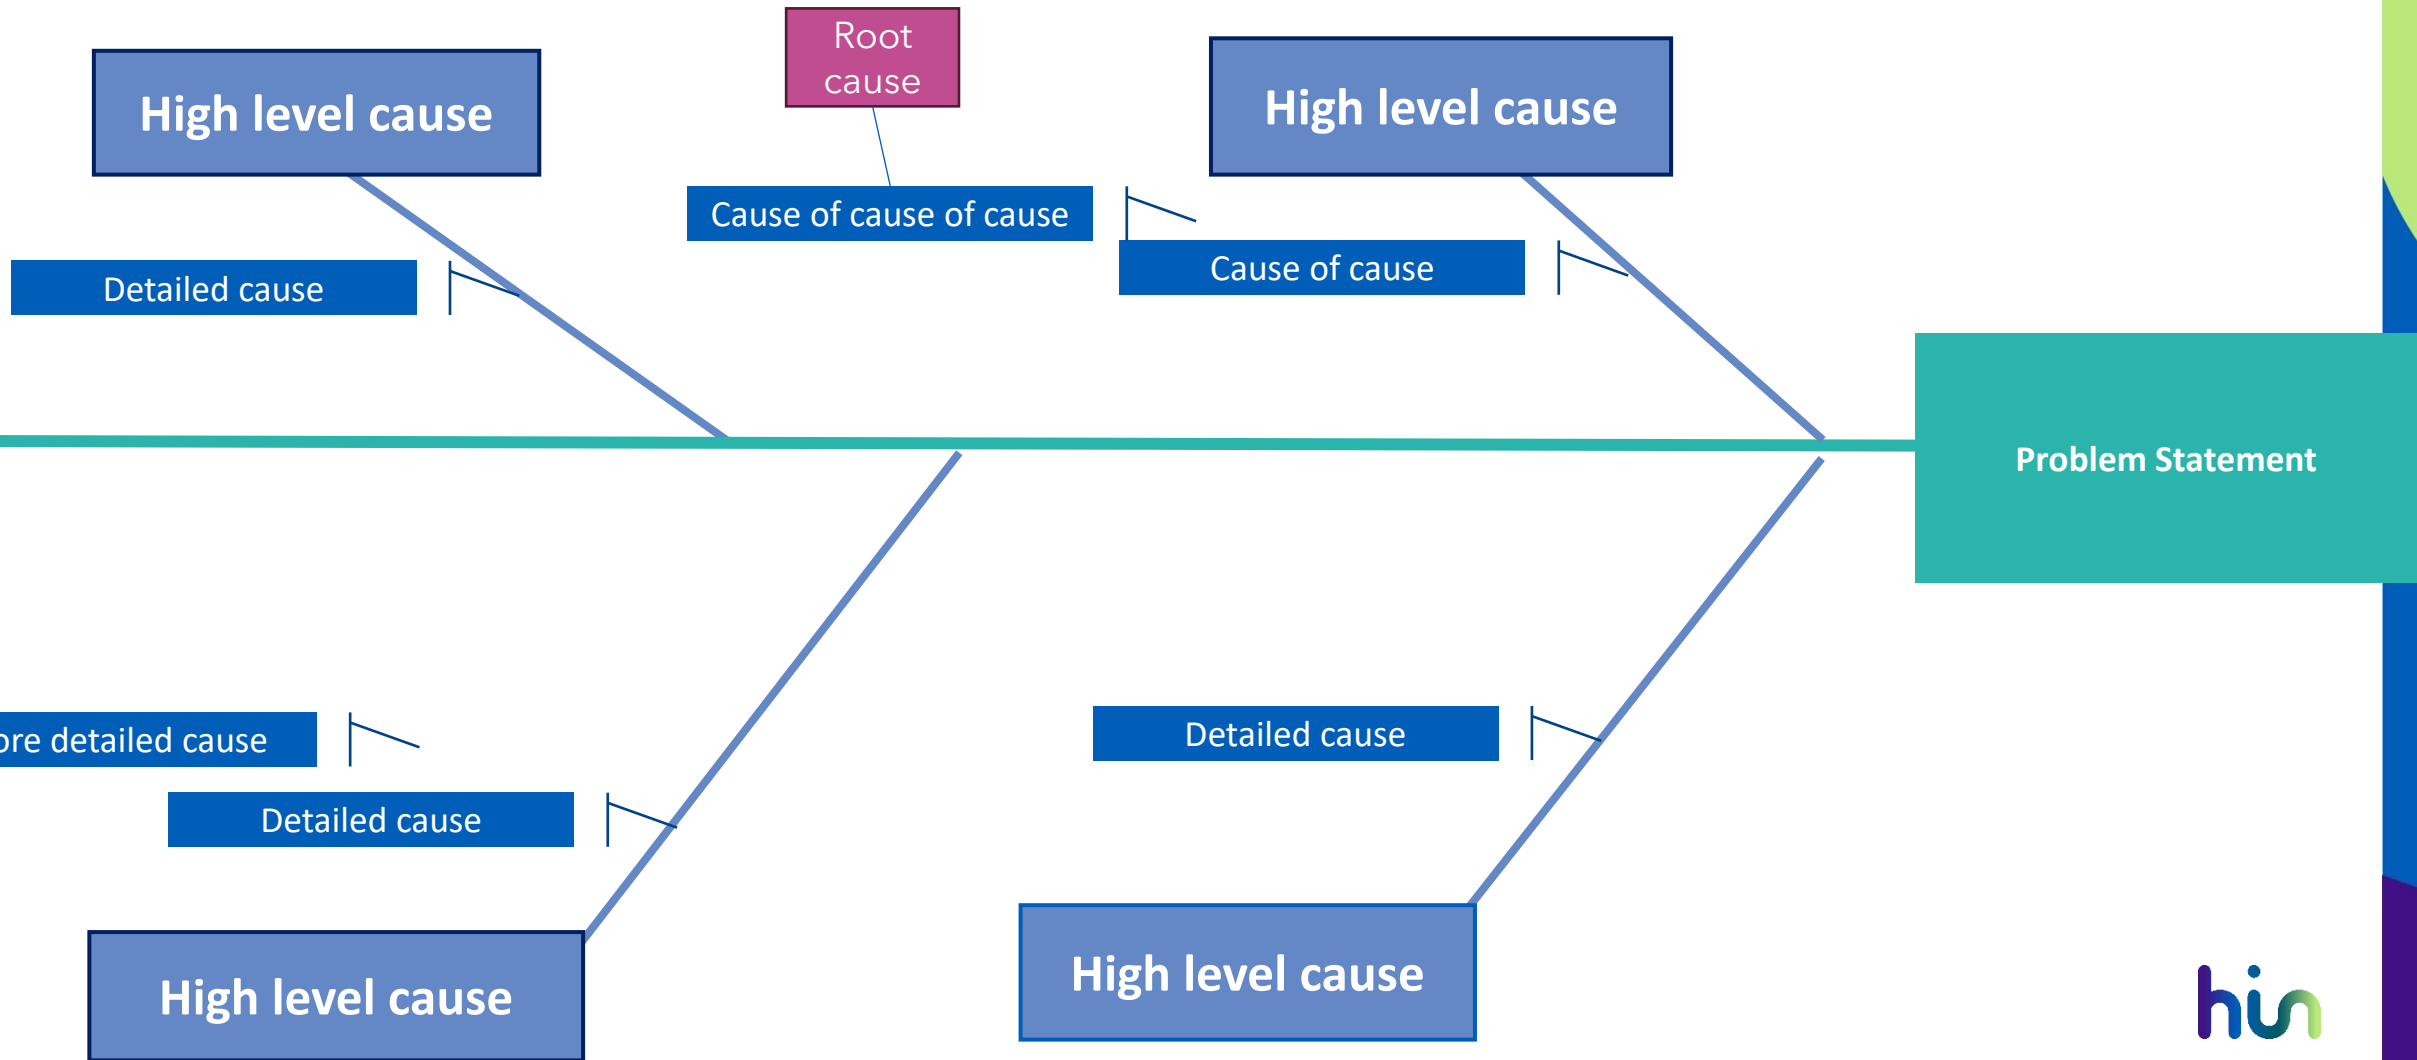 Root
cause
High level cause
High level cause
Cause of cause of cause
Cause of cause
Detailed cause
Problem Statement
ore detailed cause
Detailed cause
Detailed cause
High level cause
High level cause
hin